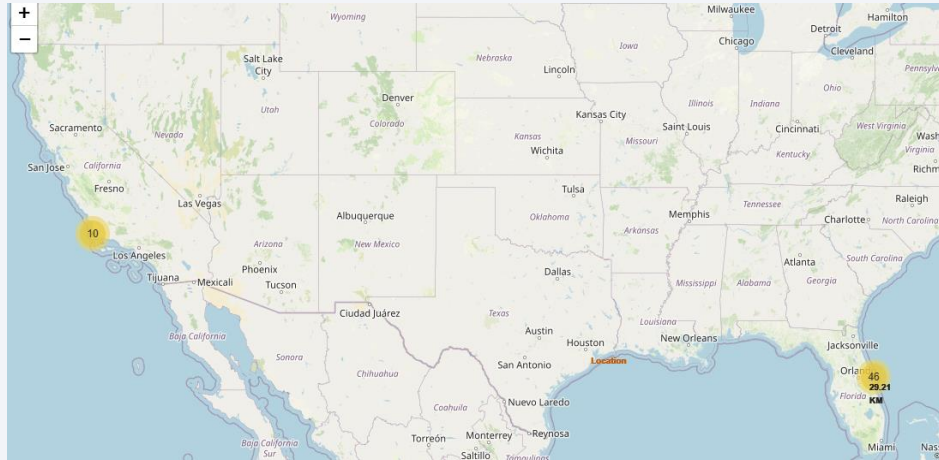 +
−
Wyoming
Milwaukee
Hamilton
Detroit
Chicago
Cleveland
Iowa
Nebraska
Salt Lake
City
Lincoln
Pennsylv
Ohio
Utah
Denver
Illinois
Indiana
Colorado
Kansas City
Sacramento
Nevada
Saint Louis
Cincinnati
West Virginia
Wash
Kansas
Missouri
Virginia
Wichita
Kentucky
San Jose
California
Richm
Fresno
Las Vegas
Tulsa
Raleigh
Tennessee
Albuquerque
Oklahoma
Memphis
Charlotte
North Carolina
10
Arkansas
Arizona
New Mexico
Los Angeles
South Carolina
Atlanta
Phoenix
Dallas
Tijuana
Mexicali
Tucson
Mississippi
Alabama
Georgia
Ciudad Juárez
Texas
Louisiana
Baja California
Austin
New Orleans
Houston
Jacksonville
Sonora
Location
San Antonio
Orlan
46
Chihuahua
29.21
Florida
KM
Coahuila
Nuevo Laredo
Reynosa
Torreón
Monterrey
Baja California
Sur
Saltillo
Tamaulipas
Miami
Nas